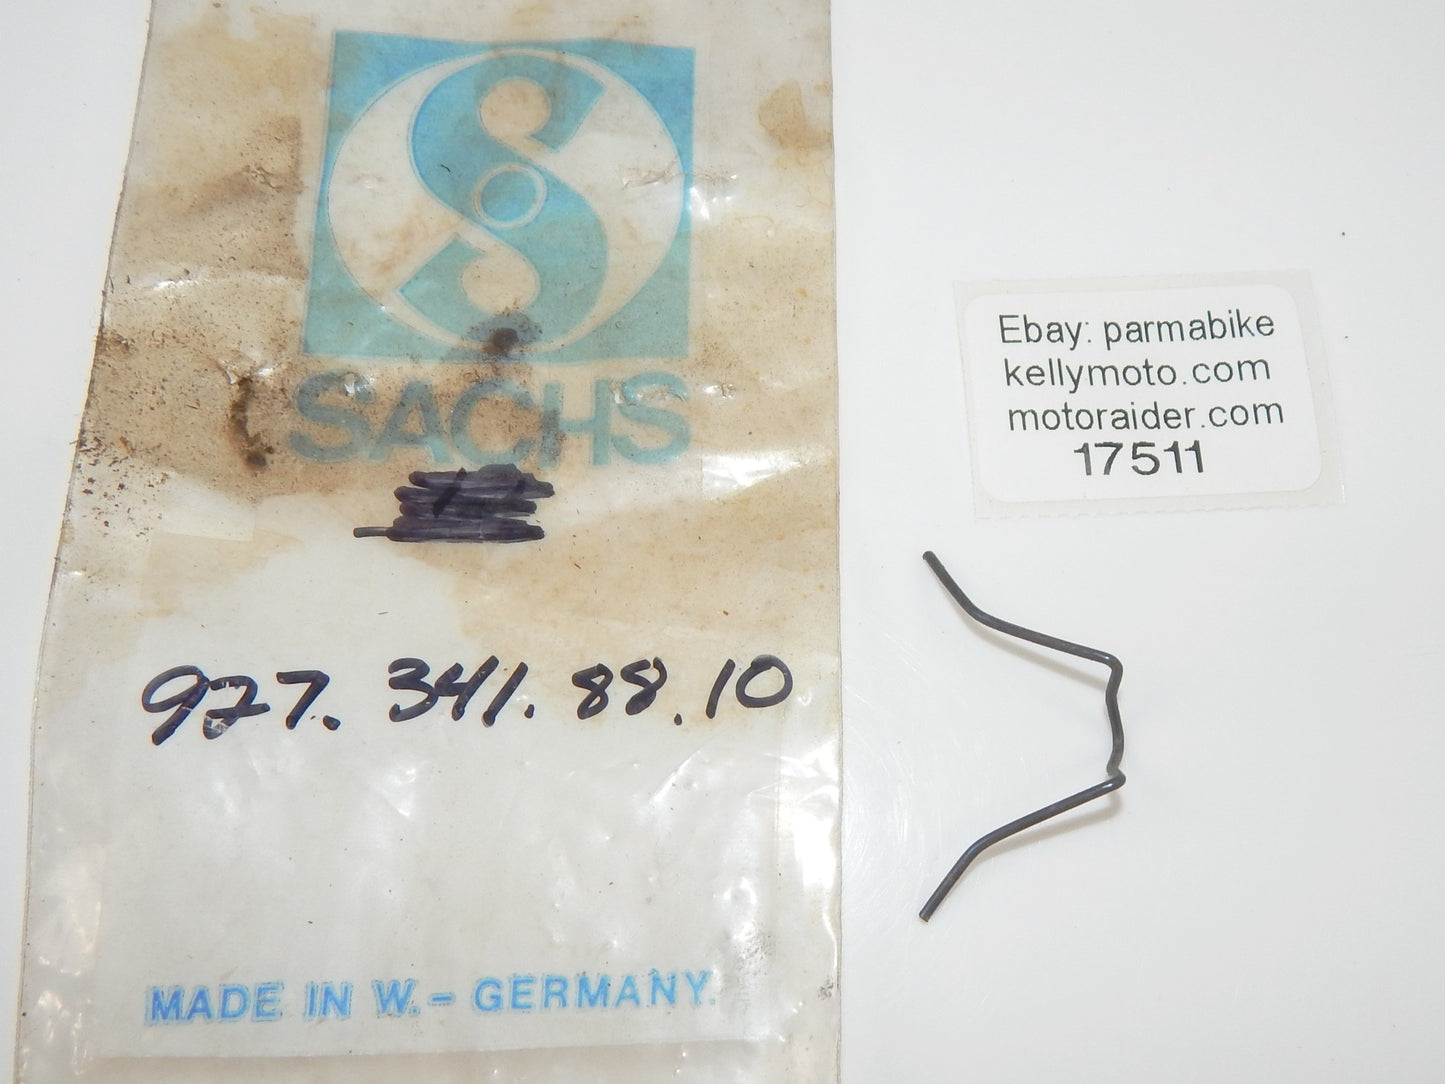 SACHS
927. 341. 88. 10
MADE IN W.- GERMANY.
Ebay: parmabike
kellymoto.com
motoraider.com
17511